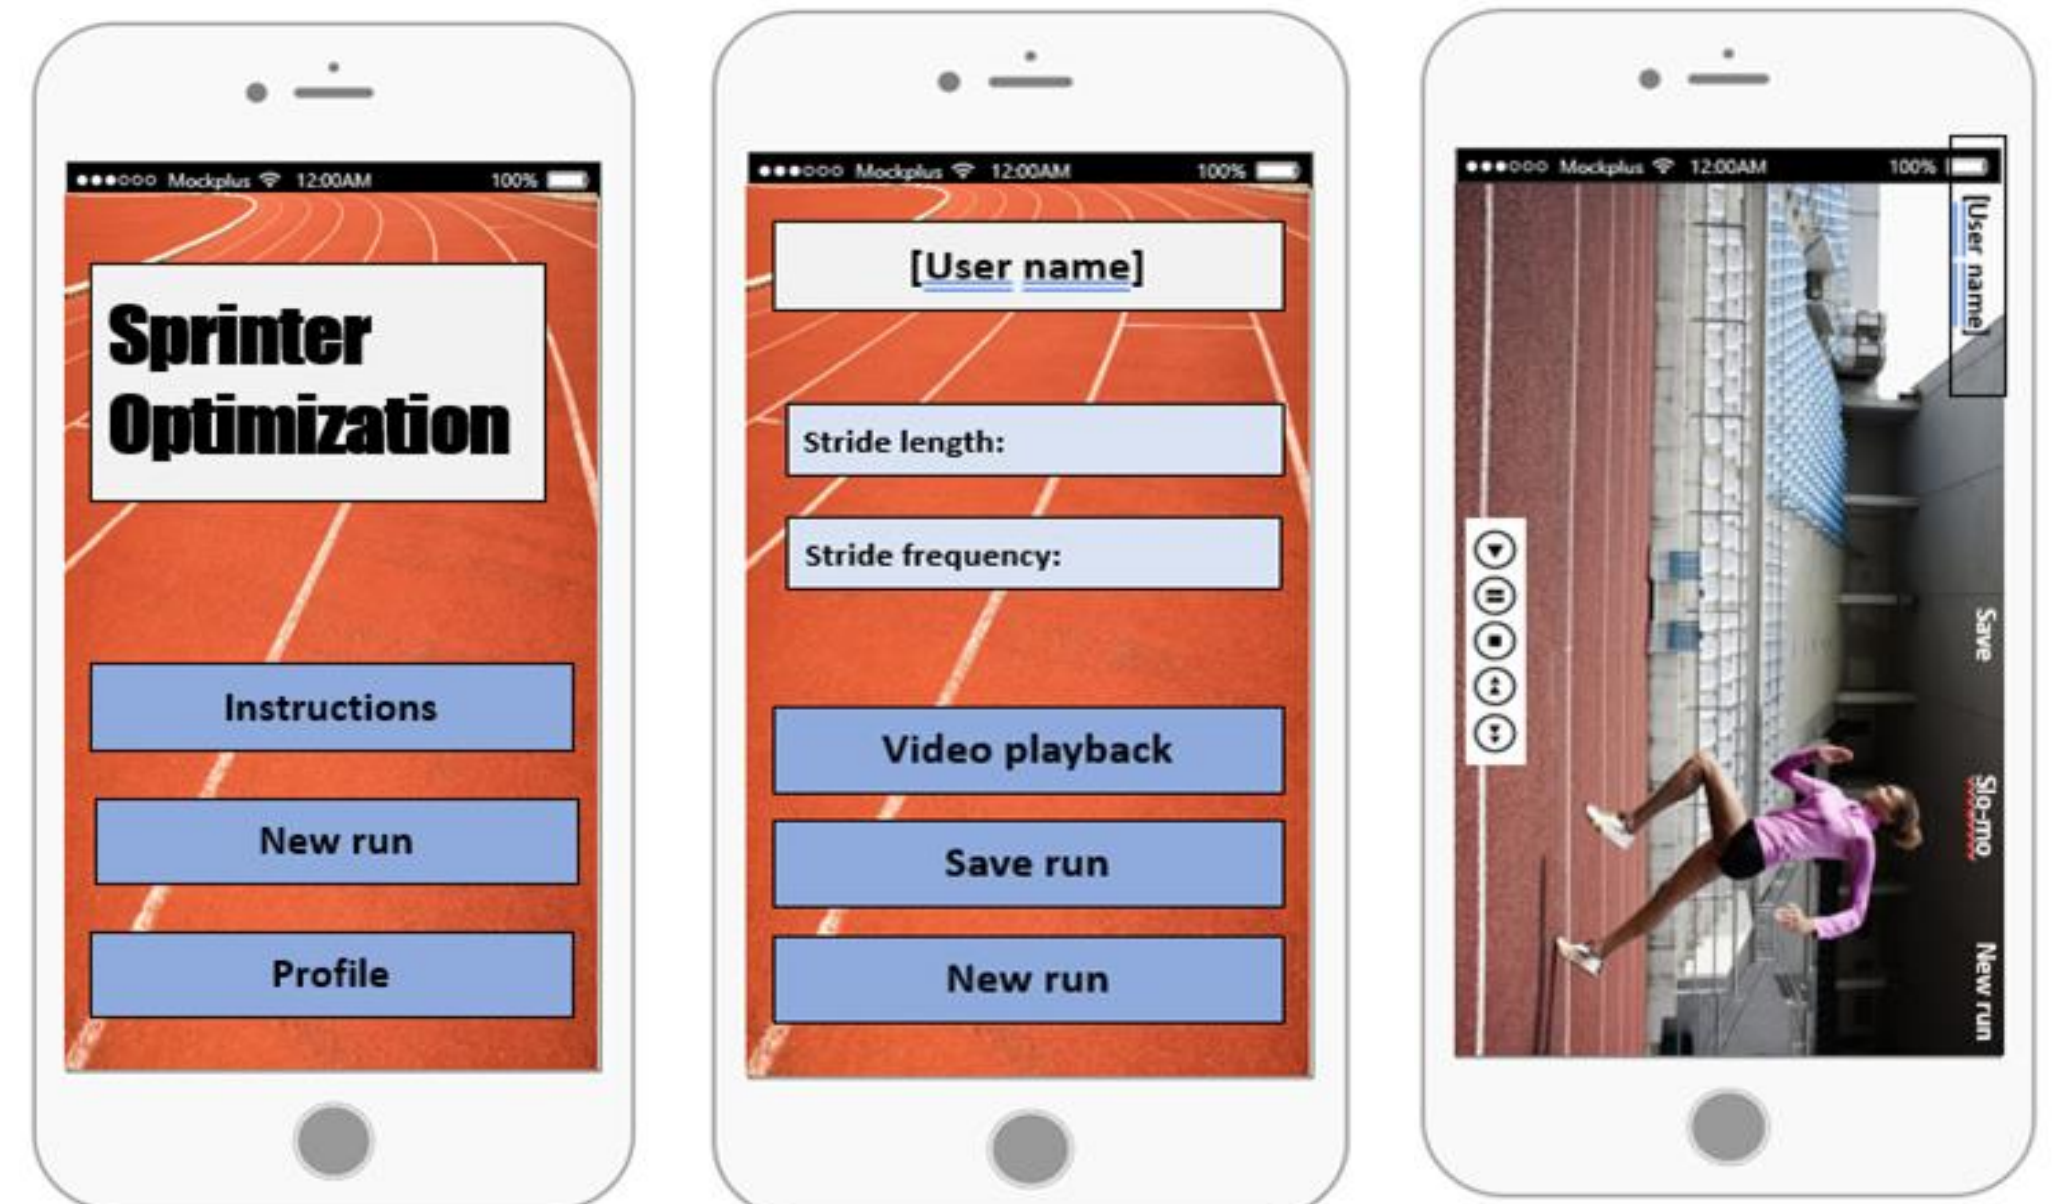 Mockplus 12:00AM 100%
Sprinter
Optimization
Instructions
New run
Profile
Mockplus 12:00AM 100%
[User name]
Stride length:
Stride frequency:
Video playback
Save run
New run
Mockplus 12:00AM 100%
[User name]
Save
Slo-mo
New run